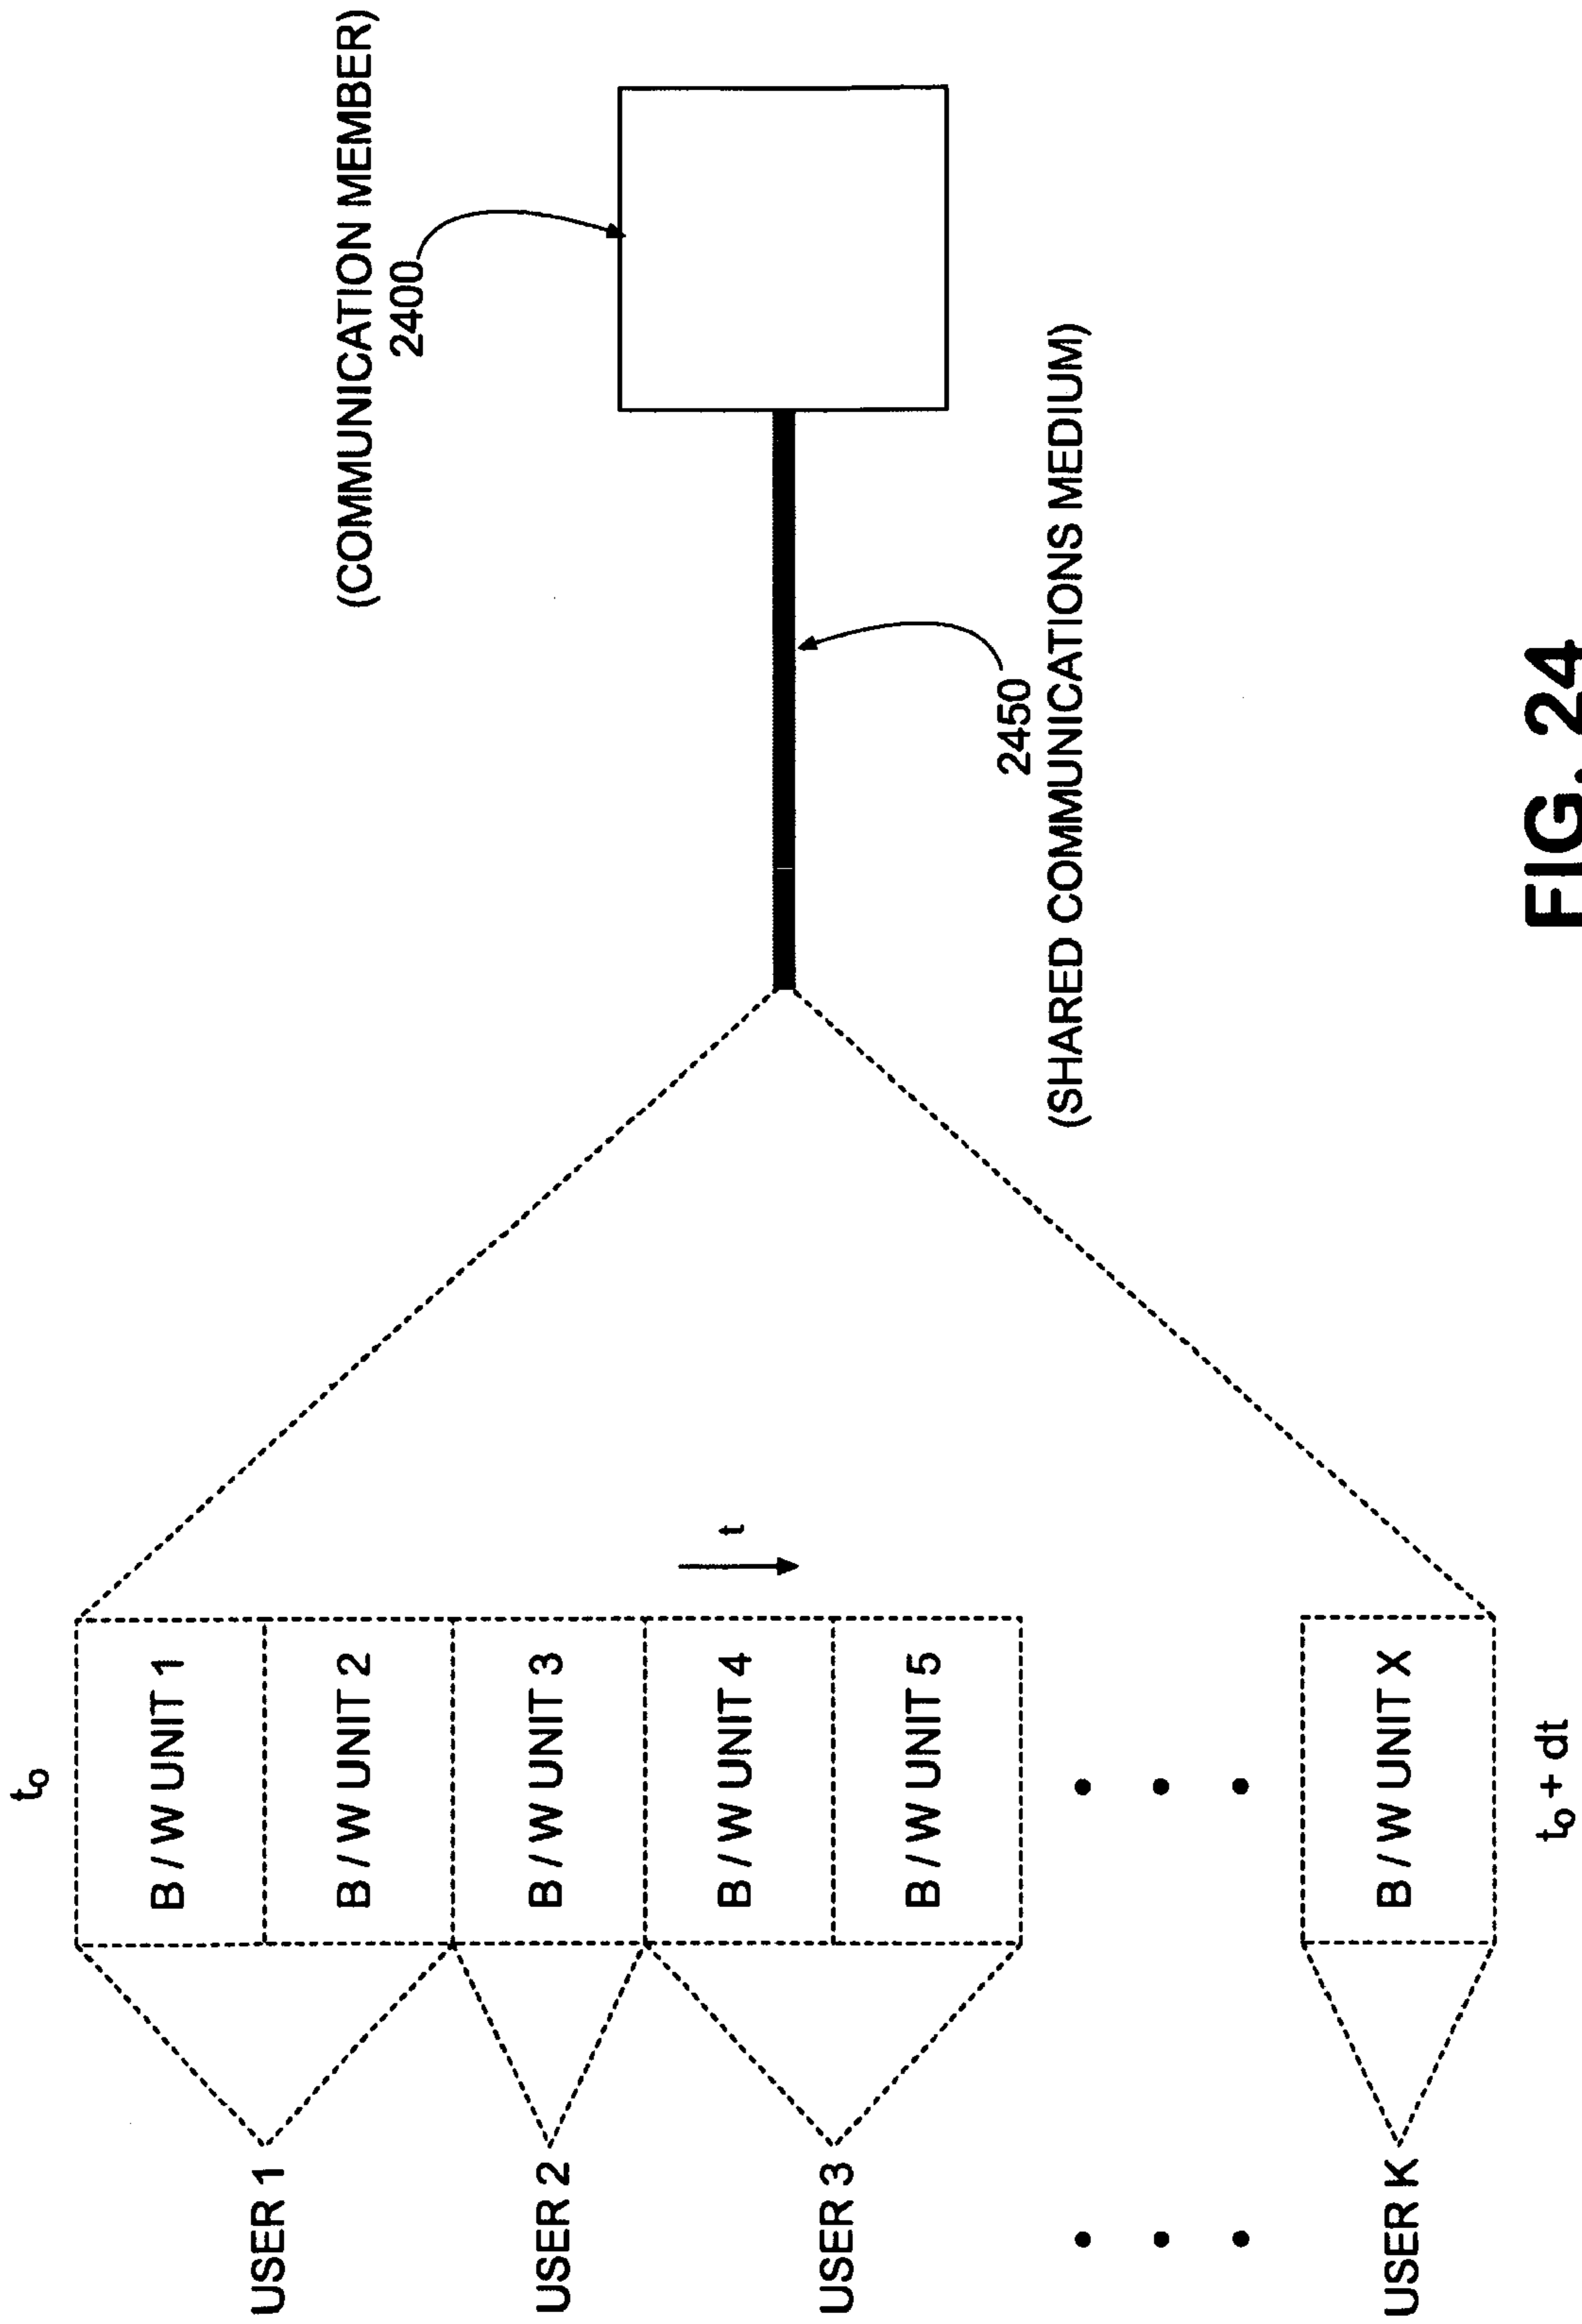 t₀
B / W UNIT 1
USER 1
B / W UNIT 2
(COMMUNICATION MEMBER)
2400
USER 2
B / W UNIT 3
B / W UNIT 4
t
USER 3
B / W UNIT 5
2450
(SHARED COMMUNICATIONS MEDIUM)
USER K
B / W UNIT X
t₀ + dt
FIG. 24